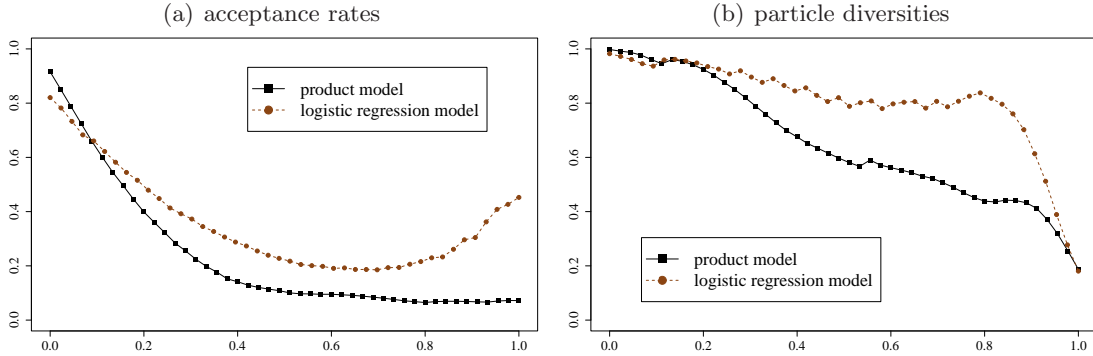 (a) acceptance rates
1.0
0.8
0.6
0.4
0.2
0.0
product model
logistic regression model
0.0 0.2 0.4 0.6 0.8 1.0
(b) particle diversities
1.0
0.8
0.6
0.4
0.2
0.0
product model
logistic regression model
0.0 0.2 0.4 0.6 0.8 1.0